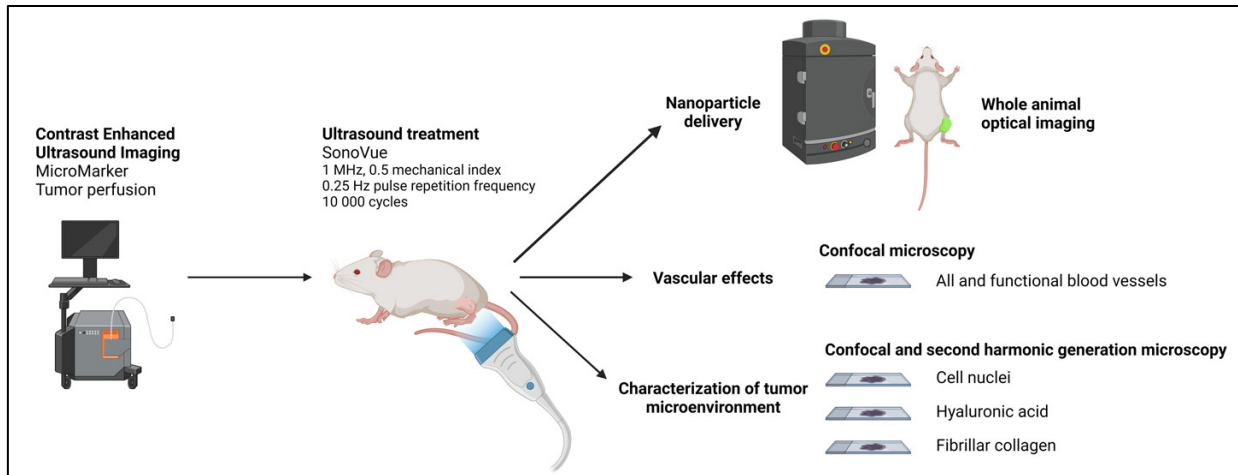 Contrast Enhanced
Ultrasound Imaging
MicroMarker
Tumor perfusion
Ultrasound treatment
SonoVue
1 MHz, 0.5 mechanical index
0.25 Hz pulse repetition frequency
10 000 cycles
Nanoparticle
delivery
Whole animal
optical imaging
Vascular effects
Confocal microscopy
All and functional blood vessels
Characterization of tumor
microenvironment
Confocal and second harmonic generation microscopy
Cell nuclei
Hyaluronic acid
Fibrillar collagen